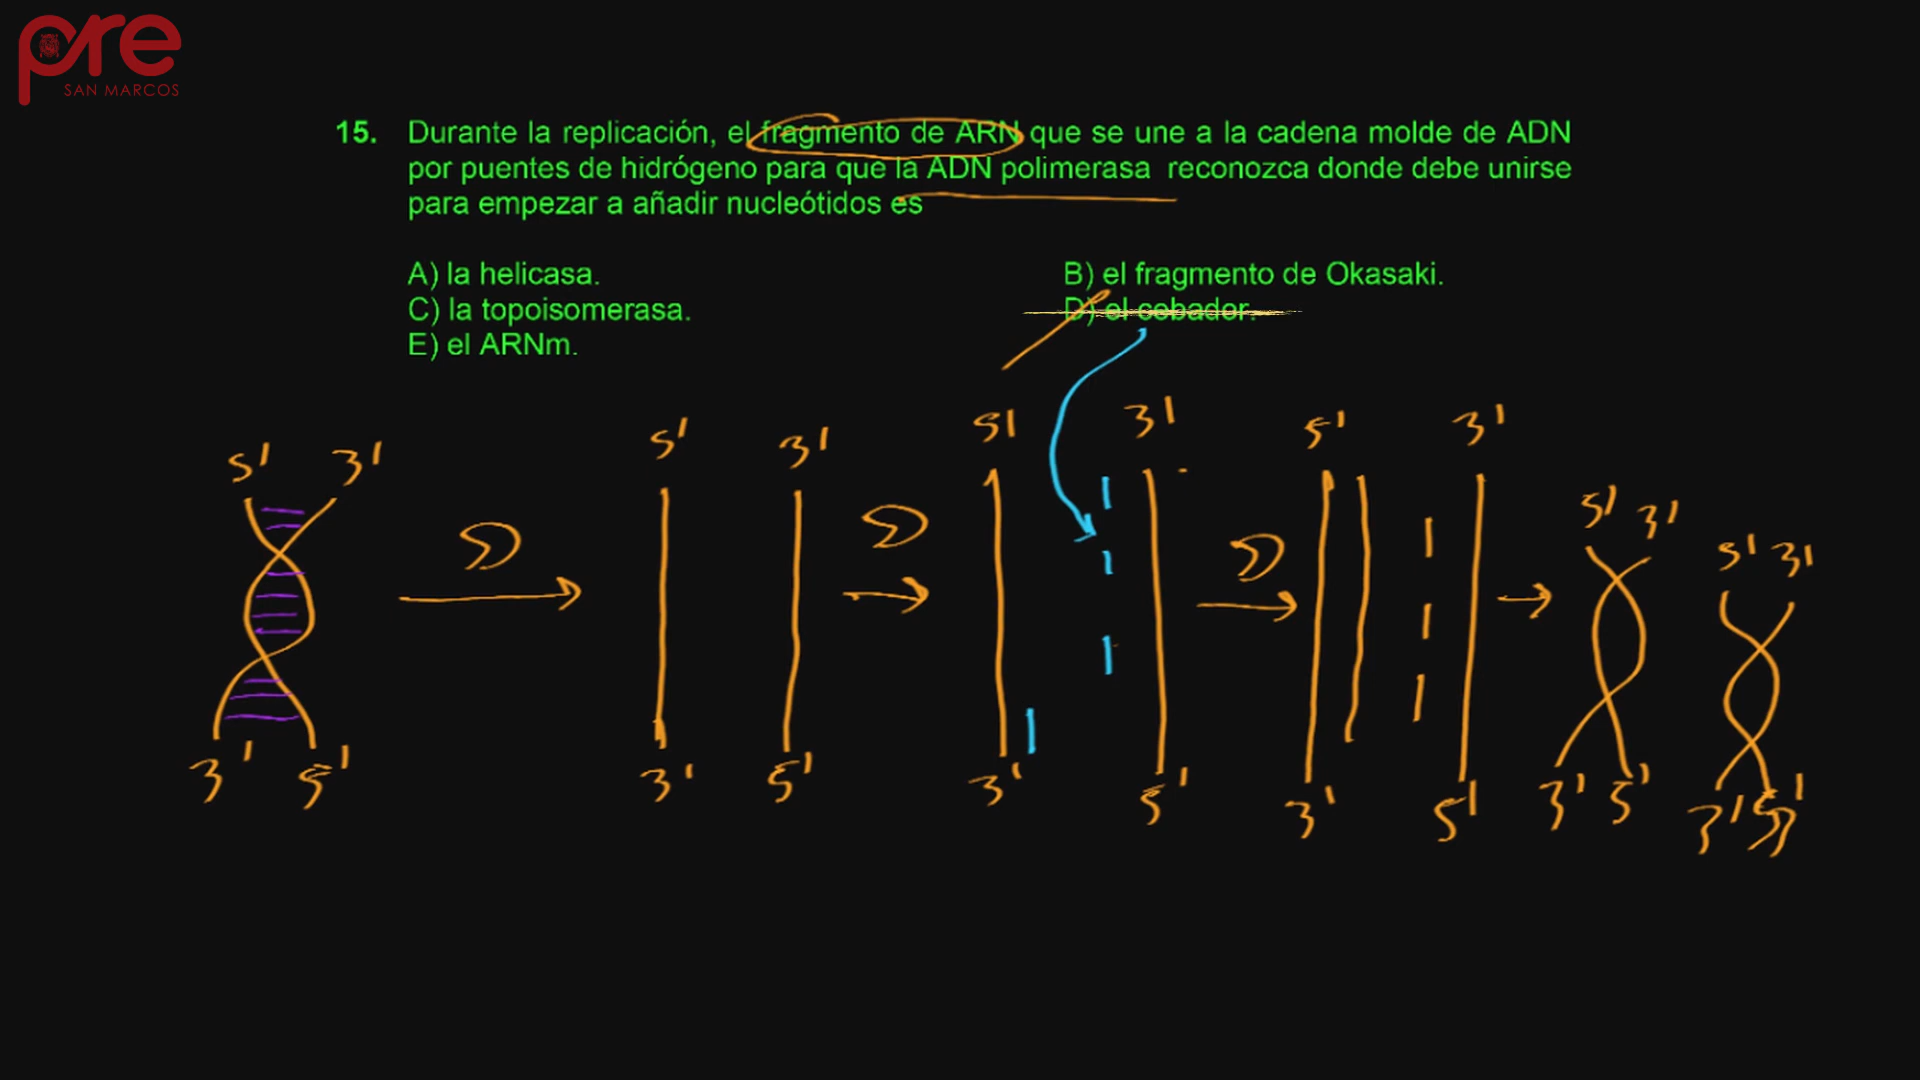 pre
SAN MARCOS
15. Durante la replicación, el fragmento de ARN que se une a la cadena molde de ADN
por puentes de hidrógeno para que la ADN polimerasa reconozca donde debe unirse
para empezar a añadir nucleótidos es
A) la helicasa. B) el fragmento de Okasaki.
C) la topoisomerasa. D) el cebador.
E) el ARNm.
5' 3' 5' 3' 5' 3' 5' 3' 5' 3' 5' 3'
3' 5' 3' 5' 3' 5' 3' 5' 3' 5' 3' 5'